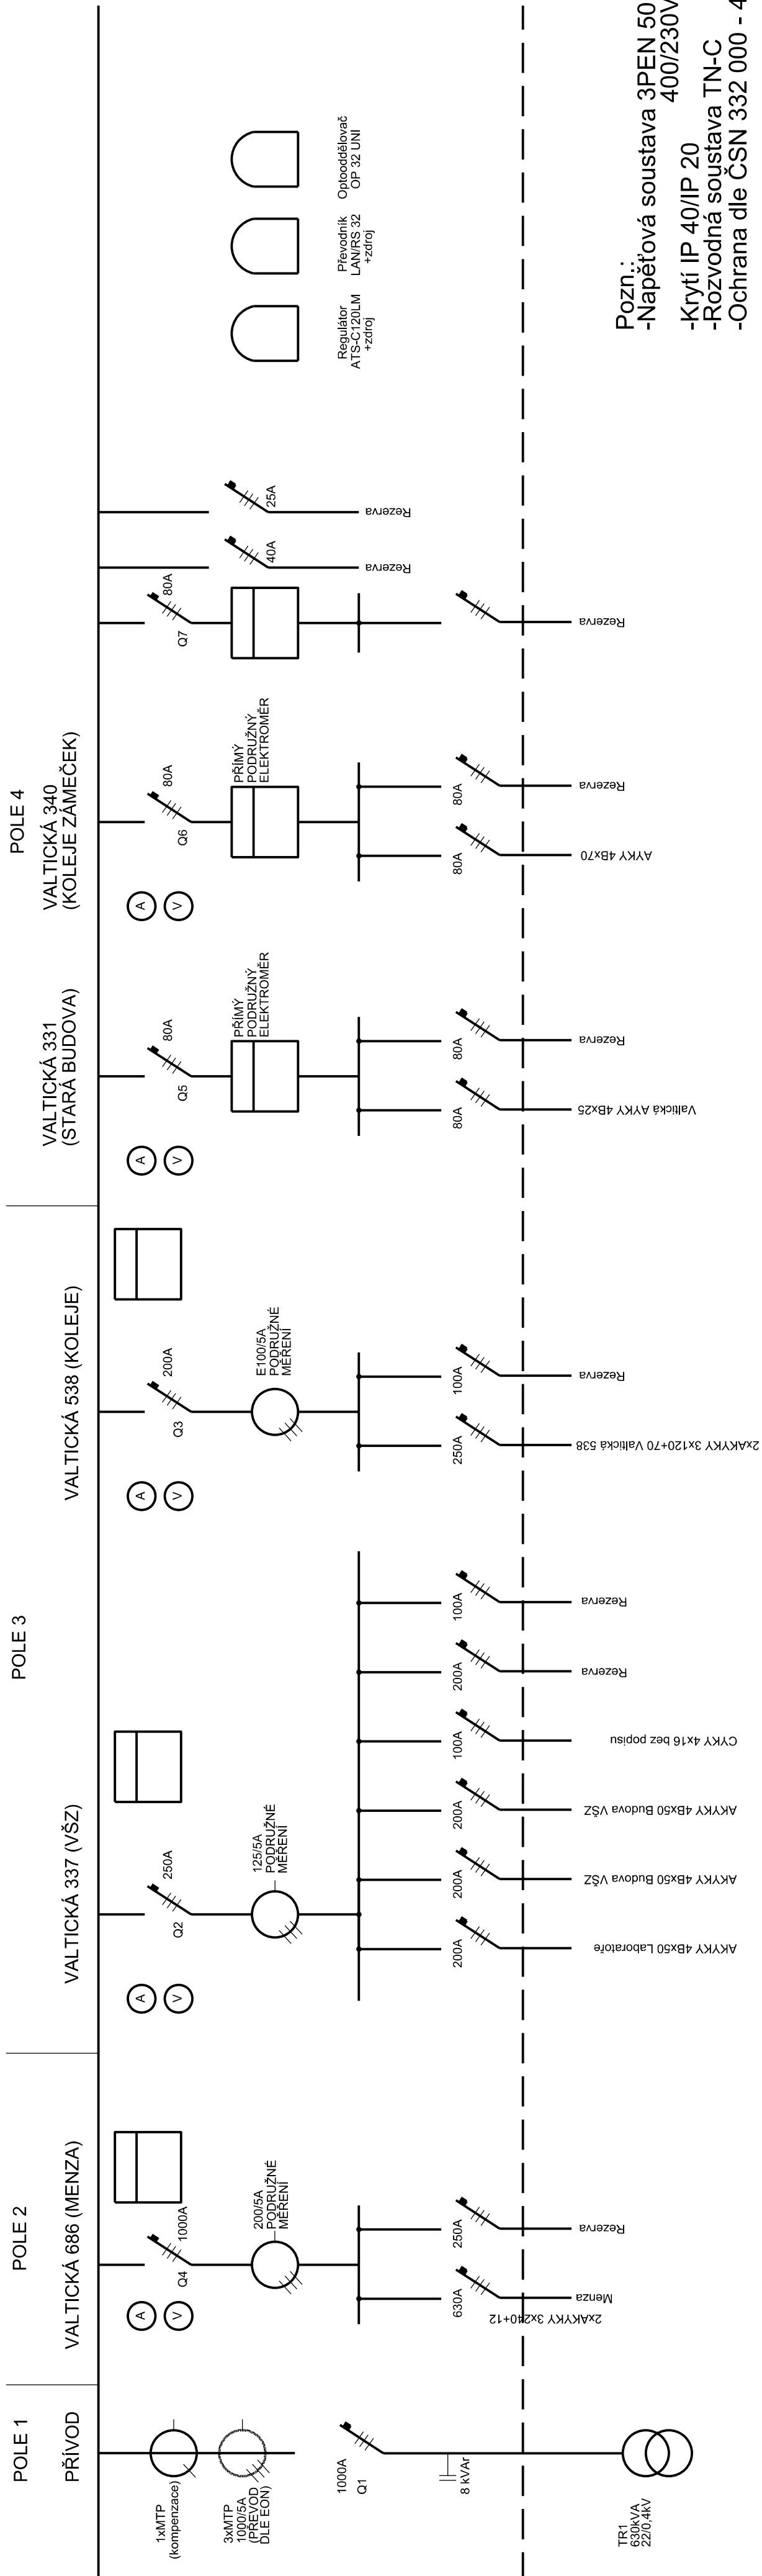 POLE 1
PŘÍVOD
1xMTP
(kompenzace)
3xMTP
1000/5A
(PŘEVOD
DLE EON)
1000A
Q1
8 kVAr
TR1
630kVA
22/0,4kV
POLE 2
VALTICKÁ 686 (MENZA)
A
V
Q4
1000A
200/5A
PODRUŽNÉ
MĚŘENÍ
630A
250A
2xAKYKY 3x240+12
Menza
Rezerva
POLE 3
VALTICKÁ 337 (VŠZ)
A
V
Q2
250A
125/5A
PODRUŽNÉ
MĚŘENÍ
200A
200A
200A
100A
200A
100A
AKYKY 4Bx50 Laboratoře
AKYKY 4Bx50 Budova VŠZ
AKYKY 4Bx50 Budova VŠZ
CYKY 4x16 bez popisu
Rezerva
Rezerva
VALTICKÁ 538 (KOLEJE)
A
V
Q3
200A
E100/5A
PODRUŽNÉ
MĚŘENÍ
250A
100A
2xAKYKY 3x120+70 Valtická 538
Rezerva
POLE 4
VALTICKÁ 331
(STARÁ BUDOVA)
A
V
Q5
80A
PŘÍMÝ
PODRUŽNÝ
ELEKTROMĚR
80A
80A
Valtická AYKY 4Bx25
Rezerva
VALTICKÁ 340
(KOLEJE ZÁMEČEK)
A
V
Q6
80A
PŘÍMÝ
PODRUŽNÝ
ELEKTROMĚR
80A
80A
AYKY 4Bx70
Rezerva
Q7
80A
Rezerva
40A
Rezerva
25A
Rezerva
Regulátor
ATS-C120LM
+zdroj
Převodník
LAN/RS 32
+zdroj
Optooddělovač
OP 32 UNI
Pozn.:
-Napěťová soustava 3PEN 50
400/230V
-Krytí IP 40/IP 20
-Rozvodná soustava TN-C
-Ochrana dle ČSN 332 000 - 4